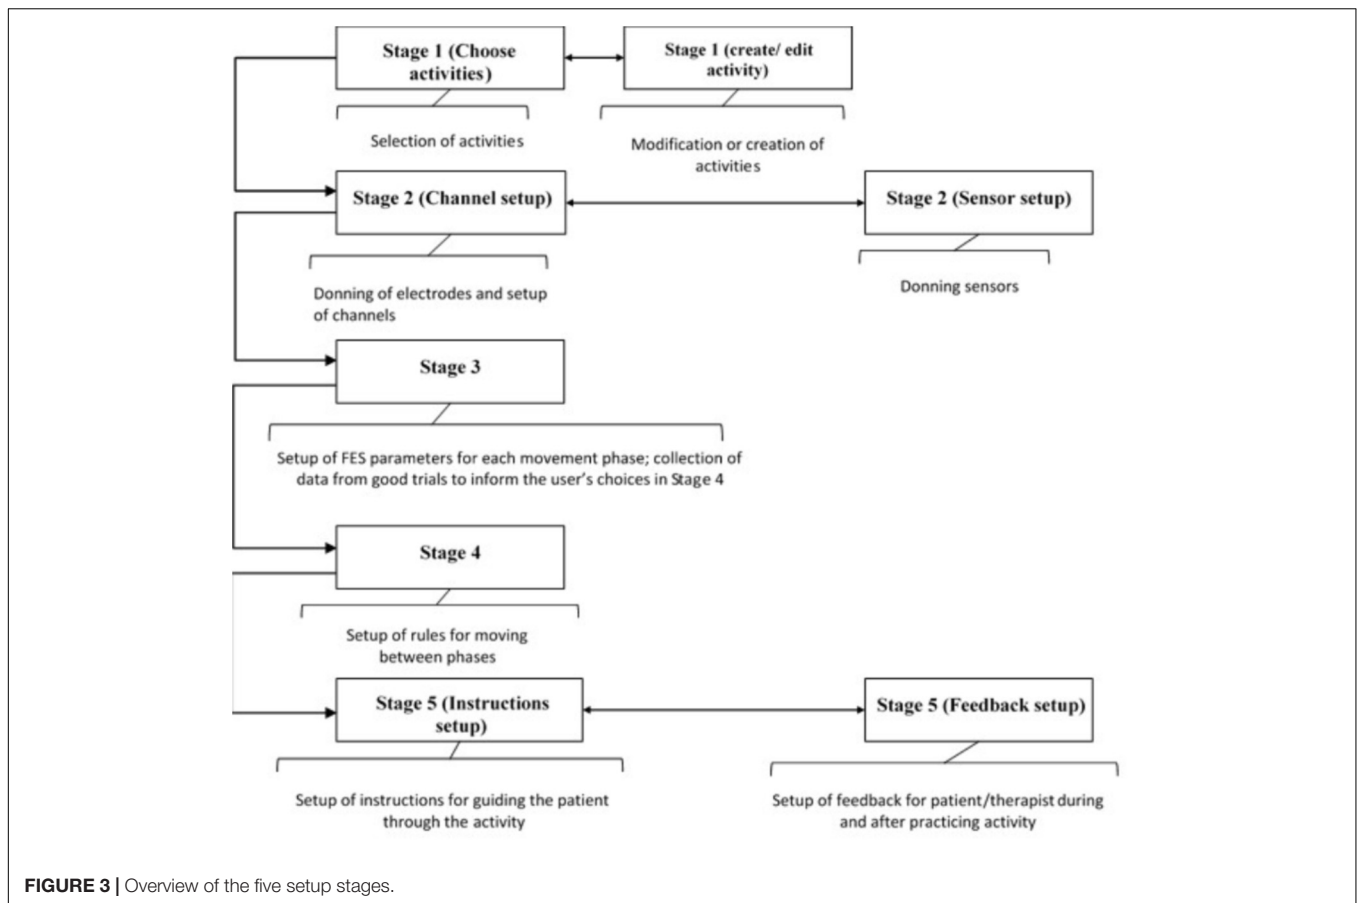 Stage 1 (Choose
activities)
Stage 1 (create/ edit
activity)
Selection of activities
Modification or creation of
activities
Stage 2 (Channel setup)
Stage 2 (Sensor setup)
Donning of electrodes and setup
of channels
Donning sensors
Stage 3
Setup of FES parameters for each movement phase; collection of
data from good trials to inform the user's choices in Stage 4
Stage 4
Setup of rules for moving
between phases
Stage 5 (Instructions
setup)
Stage 5 (Feedback setup)
Setup of instructions for guiding the patient
through the activity
Setup of feedback for patient/therapist during
and after practicing activity
FIGURE 3 | Overview of the five setup stages.